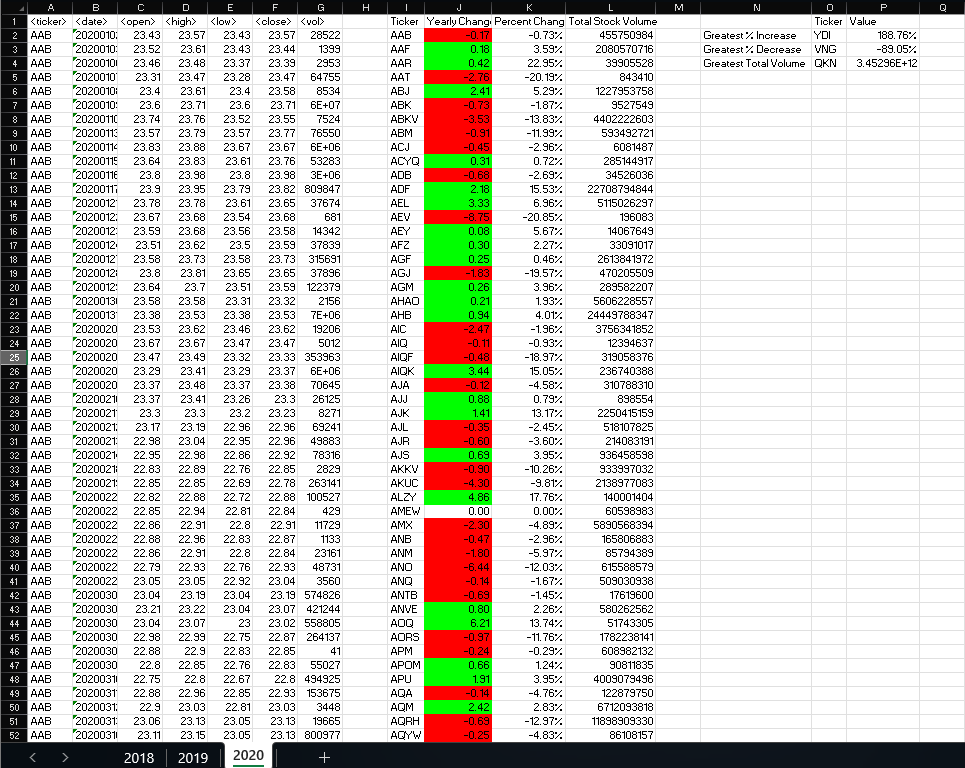 A B C D E F G H I J K L M N O P Q
1 <ticker> <date> <open> <high> <low> <close> <vol> Ticker Yearly Chang Percent Chang Total Stock Volume Ticker Value
2 AAB 2020010 23.43 23.57 23.43 23.57 28522 AAB -0.17 -0.73% 455750984 Greatest % Increase YDI 188.76%
3 AAB 2020010 23.52 23.61 23.43 23.44 1399 AAF 0.18 3.59% 2080570716 Greatest % Decrease VNG -89.05%
4 AAB 2020010 23.46 23.48 23.37 23.39 2953 AAR 0.42 22.95% 39905528 Greatest Total Volume QKN 3.45296E+12
5 AAB 2020010 23.31 23.47 23.28 23.47 64755 AAT -2.76 -20.19% 843410
6 AAB 2020010 23.4 23.61 23.4 23.58 8534 ABJ 2.41 5.29% 1227953758
7 AAB 2020010 23.6 23.71 23.6 23.71 6E+07 ABK -0.73 -1.87% 9527549
8 AAB 2020011 23.74 23.76 23.52 23.55 7524 ABKV -3.53 -13.83% 4402222603
9 AAB 2020011 23.57 23.79 23.57 23.77 76550 ABM -0.91 -11.99% 593492721
10 AAB 2020011 23.83 23.88 23.67 23.67 6E+06 ACJ -0.45 -2.96% 6081487
11 AAB 2020011 23.64 23.83 23.61 23.76 53283 ACYQ 0.31 0.72% 285144917
12 AAB 2020011 23.8 23.98 23.8 23.98 3E+06 ADB -0.68 -2.69% 34526036
13 AAB 2020011 23.9 23.95 23.79 23.82 809847 ADF 2.18 15.53% 22708794844
14 AAB 2020012 23.78 23.78 23.61 23.65 37674 AEL 3.33 6.96% 5115026297
15 AAB 2020012 23.67 23.68 23.54 23.68 681 AEV -8.75 -20.85% 196083
16 AAB 2020012 23.59 23.68 23.56 23.58 14342 AEY 0.08 5.67% 14067649
17 AAB 2020012 23.51 23.62 23.5 23.59 37839 AFZ 0.30 2.27% 33091017
18 AAB 2020012 23.58 23.73 23.58 23.73 315691 AGF 0.25 0.46% 2613841972
19 AAB 2020012 23.8 23.81 23.65 23.65 37896 AGJ -1.83 -19.57% 470205509
20 AAB 2020012 23.64 23.7 23.51 23.59 122379 AGM 0.26 3.96% 289582207
21 AAB 2020013 23.58 23.58 23.31 23.32 2156 AHAO 0.21 1.93% 5606228557
22 AAB 2020013 23.38 23.53 23.38 23.53 7E+06 AHB 0.94 4.01% 24449788347
23 AAB 2020020 23.53 23.62 23.46 23.62 19206 AIC -2.47 -1.96% 3756341852
24 AAB 2020020 23.67 23.67 23.47 23.47 5012 AIQ -0.11 -0.93% 12394637
25 AAB 2020020 23.47 23.49 23.32 23.33 353963 AIQF -0.48 -18.97% 319058376
26 AAB 2020020 23.29 23.41 23.29 23.37 6E+06 AIQK 3.44 15.05% 236740388
27 AAB 2020020 23.37 23.48 23.37 23.38 70645 AJA -0.12 -4.58% 310788310
28 AAB 2020021 23.37 23.41 23.26 23.3 26125 AJJ 0.88 0.79% 898554
29 AAB 2020021 23.3 23.3 23.2 23.23 8271 AJK 1.41 13.17% 2250415159
30 AAB 2020021 23.17 23.19 22.96 22.96 69241 AJL -0.35 -2.45% 518107825
31 AAB 2020021 22.98 23.04 22.95 22.96 49883 AJR -0.60 -3.60% 214083191
32 AAB 2020021 22.95 22.98 22.86 22.92 78316 AJS 0.69 3.95% 936458598
33 AAB 2020021 22.83 22.89 22.76 22.85 2829 AKKV -0.90 -10.26% 933997032
34 AAB 2020021 22.85 22.85 22.69 22.78 263141 AKUC -4.30 -9.81% 2138977083
35 AAB 2020022 22.82 22.88 22.72 22.88 100527 ALZY 4.86 17.76% 140001404
36 AAB 2020022 22.85 22.94 22.81 22.84 429 AMEW 0.00 0.00% 60598983
37 AAB 2020022 22.86 22.91 22.8 22.91 11729 AMX -2.30 -4.89% 5890568394
38 AAB 2020022 22.88 22.96 22.83 22.87 1133 ANB -0.47 -2.96% 165806883
39 AAB 2020022 22.86 22.91 22.8 22.84 23161 ANM -1.80 -5.97% 85794389
40 AAB 2020022 22.79 22.93 22.76 22.93 48731 ANO -6.44 -12.03% 615588579
41 AAB 2020022 23.05 23.05 22.92 23.04 3560 ANQ -0.14 -1.67% 509030938
42 AAB 2020030 23.04 23.19 23.04 23.19 574826 ANTB -0.69 -1.45% 17619600
43 AAB 2020030 23.21 23.22 23.04 23.07 421244 ANVE 0.80 2.26% 580262562
44 AAB 2020030 23.04 23.07 23 23.02 558805 AOQ 6.21 13.74% 51743305
45 AAB 2020030 22.98 22.99 22.75 22.87 264137 AORS -0.97 -11.76% 1782238141
46 AAB 2020030 22.88 22.9 22.83 22.85 41 APM -0.24 -0.29% 608982132
47 AAB 2020030 22.8 22.85 22.76 22.83 55027 APOM 0.66 1.24% 90811835
48 AAB 2020031 22.75 22.8 22.67 22.8 494925 APU 1.91 3.95% 4009079496
49 AAB 2020031 22.88 22.96 22.85 22.93 153675 AQA -0.14 -4.76% 122879750
50 AAB 2020031 22.9 23.03 22.81 23.03 3448 AQM 2.42 2.83% 6712093818
51 AAB 2020031 23.06 23.13 23.05 23.13 19665 AQRH -0.69 -12.97% 11898909330
52 AAB 2020031 23.11 23.15 23.05 23.13 800977 AQYW -0.25 -4.83% 86108157
2018 2019 2020 +